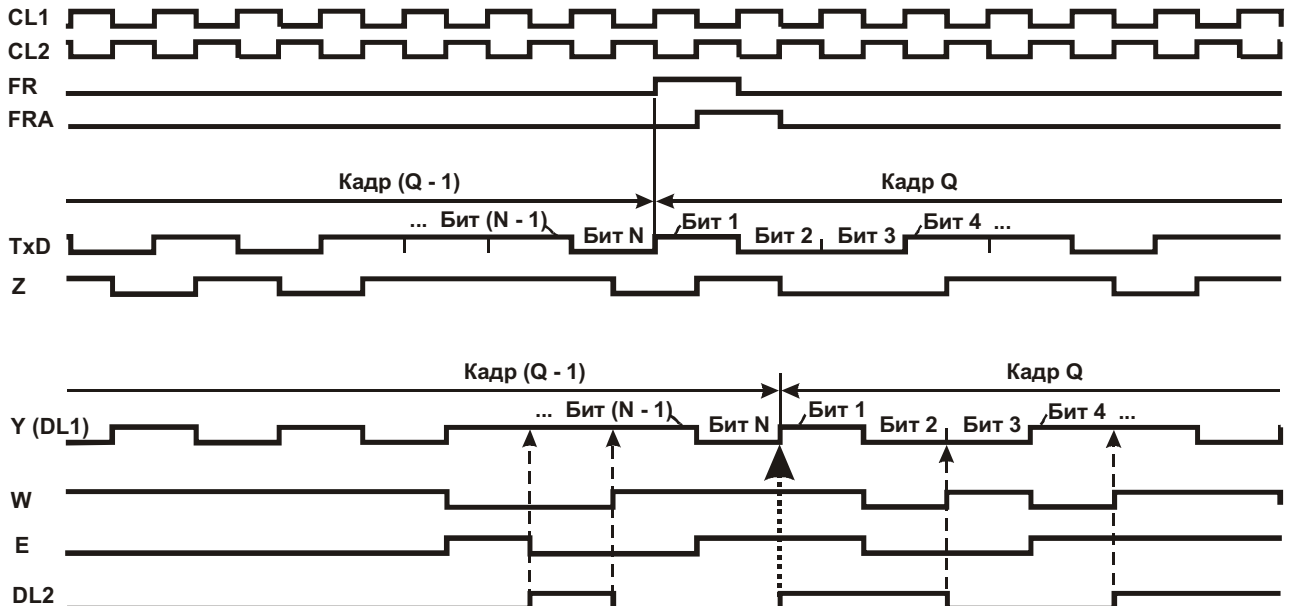 CL1
CL2
FR
FRA
Кадр (Q - 1) Кадр Q
TxD ... Бит (N - 1) Бит N Бит 1 Бит 2 Бит 3 Бит 4 ...
Z
Кадр (Q - 1) Кадр Q
Y (DL1) ... Бит (N - 1) Бит N Бит 1 Бит 2 Бит 3 Бит 4 ...
W
E
DL2